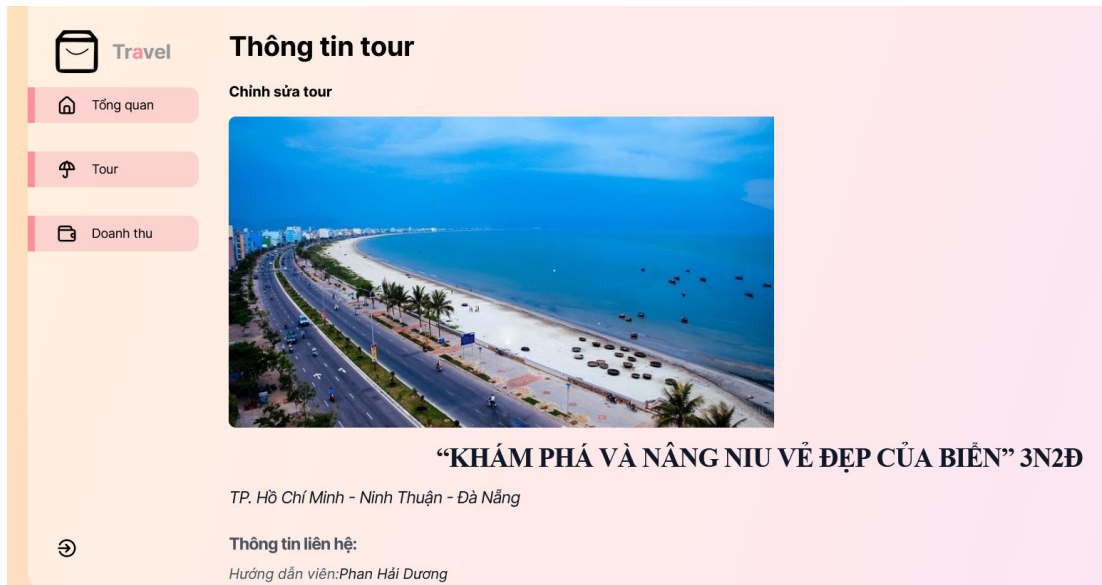 Travel
Tổng quan
Tour
Doanh thu
Thông tin tour
Chỉnh sửa tour
“KHÁM PHÁ VÀ NÂNG NIU VẺ ĐẸP CỦA BIỂN” 3N2Đ
TP. Hồ Chí Minh - Ninh Thuận - Đà Nẵng
Thông tin liên hệ:
Hướng dẫn viên:Phan Hải Dương